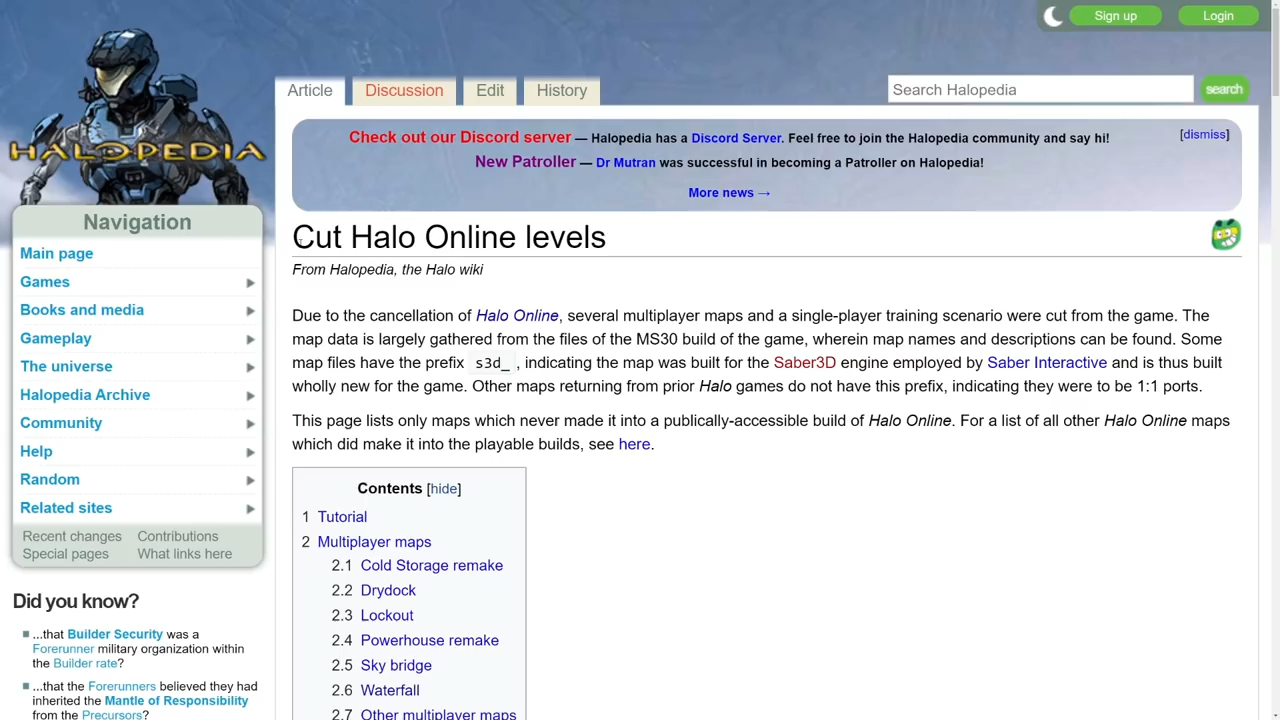 Sign up
Login
HALOPEDIA
Article
Discussion
Edit
History
Search Halopedia
search
Check out our Discord server — Halopedia has a Discord Server. Feel free to join the Halopedia community and say hi!
[dismiss]
New Patroller — Dr Mutran was successful in becoming a Patroller on Halopedia!
More news →
Navigation
Main page
Games
Books and media
Gameplay
The universe
Halopedia Archive
Community
Help
Random
Related sites
Recent changes
Contributions
Special pages
What links here
Did you know?
...that Builder Security was a
Forerunner military organization within
the Builder rate?
...that the Forerunners believed they had
inherited the Mantle of Responsibility
from the Precursors?
Cut Halo Online levels
From Halopedia, the Halo wiki
Due to the cancellation of Halo Online, several multiplayer maps and a single-player training scenario were cut from the game. The
map data is largely gathered from the files of the MS30 build of the game, wherein map names and descriptions can be found. Some
map files have the prefix s3d_ , indicating the map was built for the Saber3D engine employed by Saber Interactive and is thus built
wholly new for the game. Other maps returning from prior Halo games do not have this prefix, indicating they were to be 1:1 ports.
This page lists only maps which never made it into a publically-accessible build of Halo Online. For a list of all other Halo Online maps
which did make it into the playable builds, see here.
Contents [hide]
1 Tutorial
2 Multiplayer maps
2.1 Cold Storage remake
2.2 Drydock
2.3 Lockout
2.4 Powerhouse remake
2.5 Sky bridge
2.6 Waterfall
2.7 Other multiplayer maps